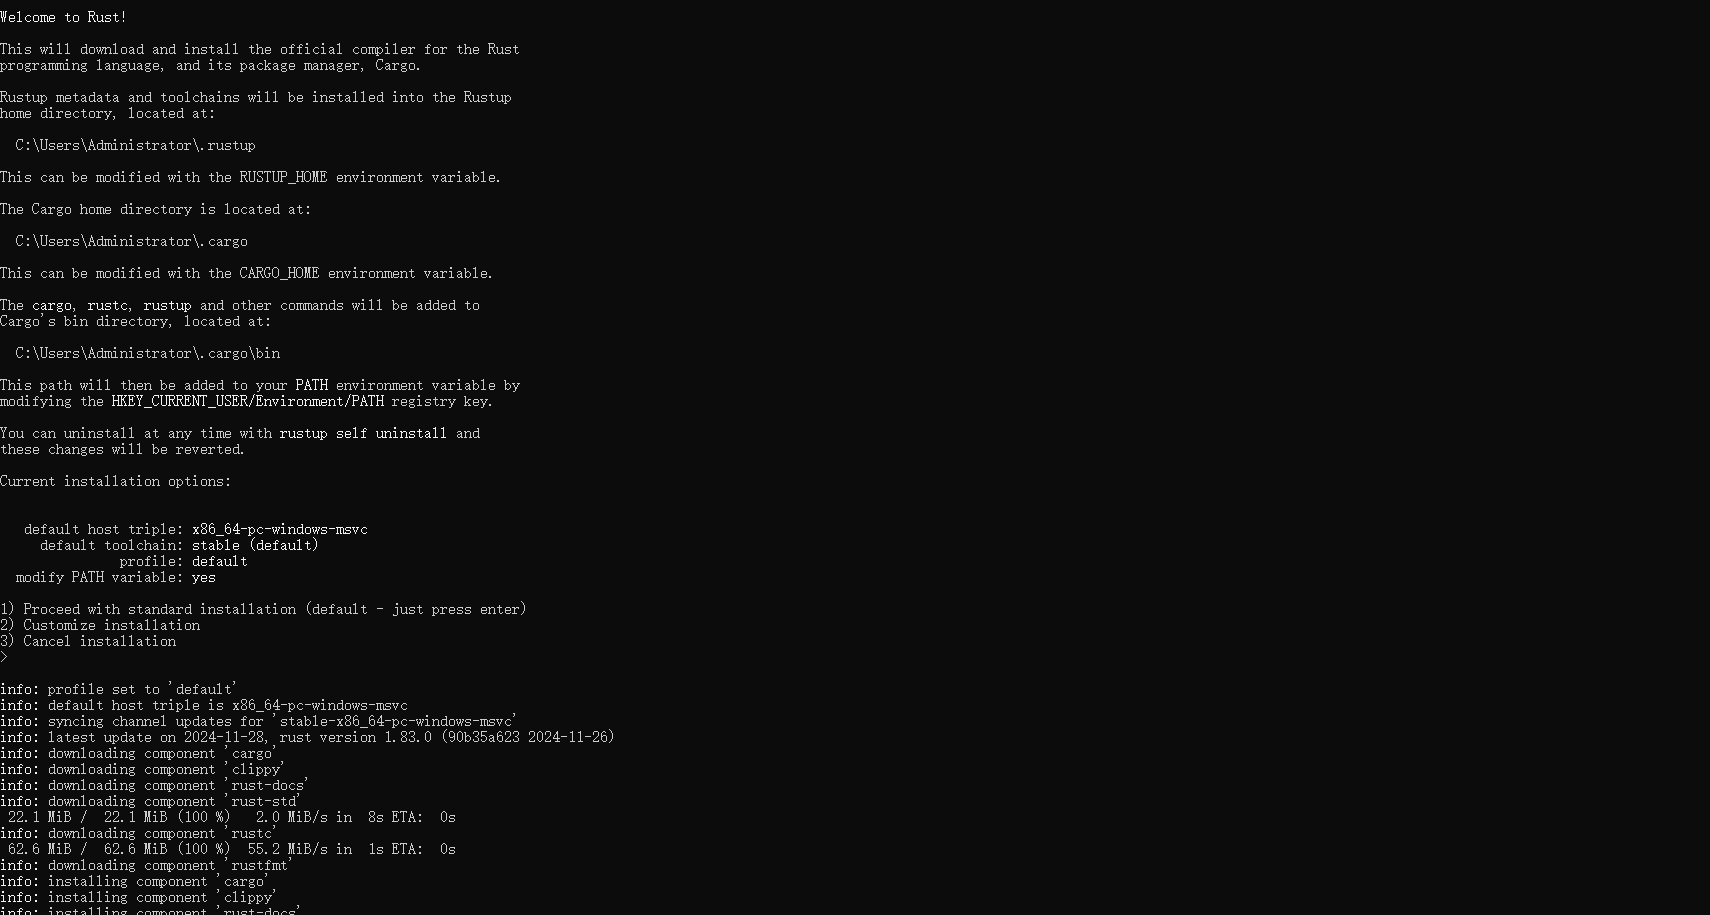 Welcome to Rust!
This will download and install the official compiler for the Rust
programming language, and its package manager, Cargo.
Rustup metadata and toolchains will be installed into the Rustup
home directory, located at:
C:\Users\Administrator\.rustup
This can be modified with the RUSTUP_HOME environment variable.
The Cargo home directory is located at:
C:\Users\Administrator\.cargo
This can be modified with the CARGO_HOME environment variable.
The cargo, rustc, rustup and other commands will be added to
Cargo's bin directory, located at:
C:\Users\Administrator\.cargo\bin
This path will then be added to your PATH environment variable by
modifying the HKEY_CURRENT_USER/Environment/PATH registry key.
You can uninstall at any time with rustup self uninstall and
these changes will be reverted.
Current installation options:
default host triple: x86_64-pc-windows-msvc
default toolchain: stable (default)
profile: default
modify PATH variable: yes
1) Proceed with standard installation (default - just press enter)
2) Customize installation
3) Cancel installation
>
info: profile set to 'default'
info: default host triple is x86_64-pc-windows-msvc
info: syncing channel updates for 'stable-x86_64-pc-windows-msvc'
info: latest update on 2024-11-28, rust version 1.83.0 (90b35a623 2024-11-26)
info: downloading component 'cargo'
info: downloading component 'clippy'
info: downloading component 'rust-docs'
info: downloading component 'rust-std'
22.1 MiB / 22.1 MiB (100 %) 2.0 MiB/s in 8s ETA: 0s
info: downloading component 'rustc'
62.6 MiB / 62.6 MiB (100 %) 55.2 MiB/s in 1s ETA: 0s
info: downloading component 'rustfmt'
info: installing component 'cargo'
info: installing component 'clippy'
info: installing component 'rust-docs'